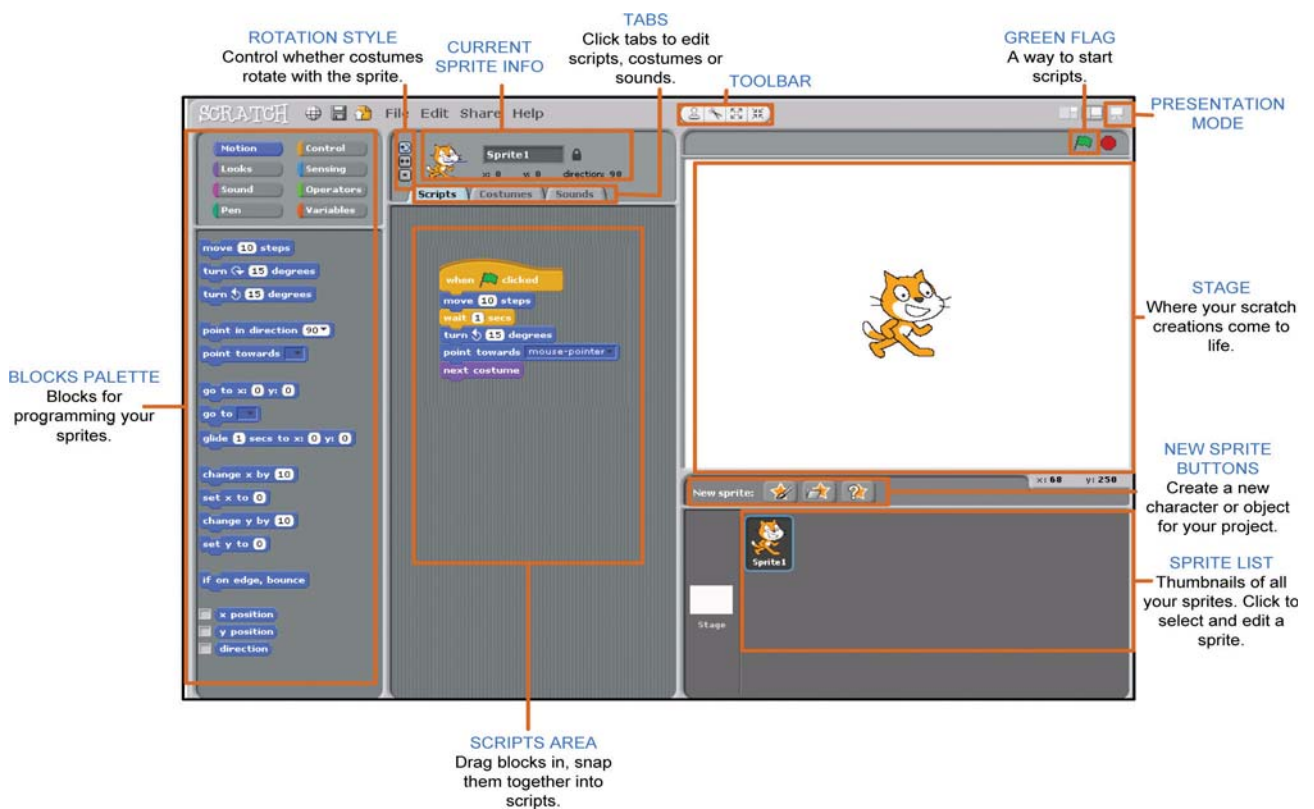 ROTATION STYLE
Control whether costumes
rotate with the sprite.
CURRENT
SPRITE INFO
TABS
Click tabs to edit
scripts, costumes or
sounds.
TOOLBAR
GREEN FLAG
A way to start
scripts.
PRESENTATION
MODE
SCRATCH File Edit Share Help
Motion Control
Looks Sensing
Sound Operators
Pen Variables
Sprite1
x: 0 y: 0 direction: 90
Scripts Costumes Sounds
move 10 steps
turn 15 degrees
turn 15 degrees
point in direction 90
point towards
go to x: 0 y: 0
go to
glide 1 secs to x: 0 y: 0
change x by 10
set x to 0
change y by 10
set y to 0
if on edge, bounce
x position
y position
direction
when clicked
move 10 steps
wait 1 secs
turn 15 degrees
point towards mouse-pointer
next costume
BLOCKS PALETTE
Blocks for
programming your
sprites.
STAGE
Where your scratch
creations come to
life.
x: 68 y: 250
New sprite:
NEW SPRITE
BUTTONS
Create a new
character or object
for your project.
Sprite1
Stage
SPRITE LIST
Thumbnails of all
your sprites. Click to
select and edit a
sprite.
SCRIPTS AREA
Drag blocks in, snap
them together into
scripts.